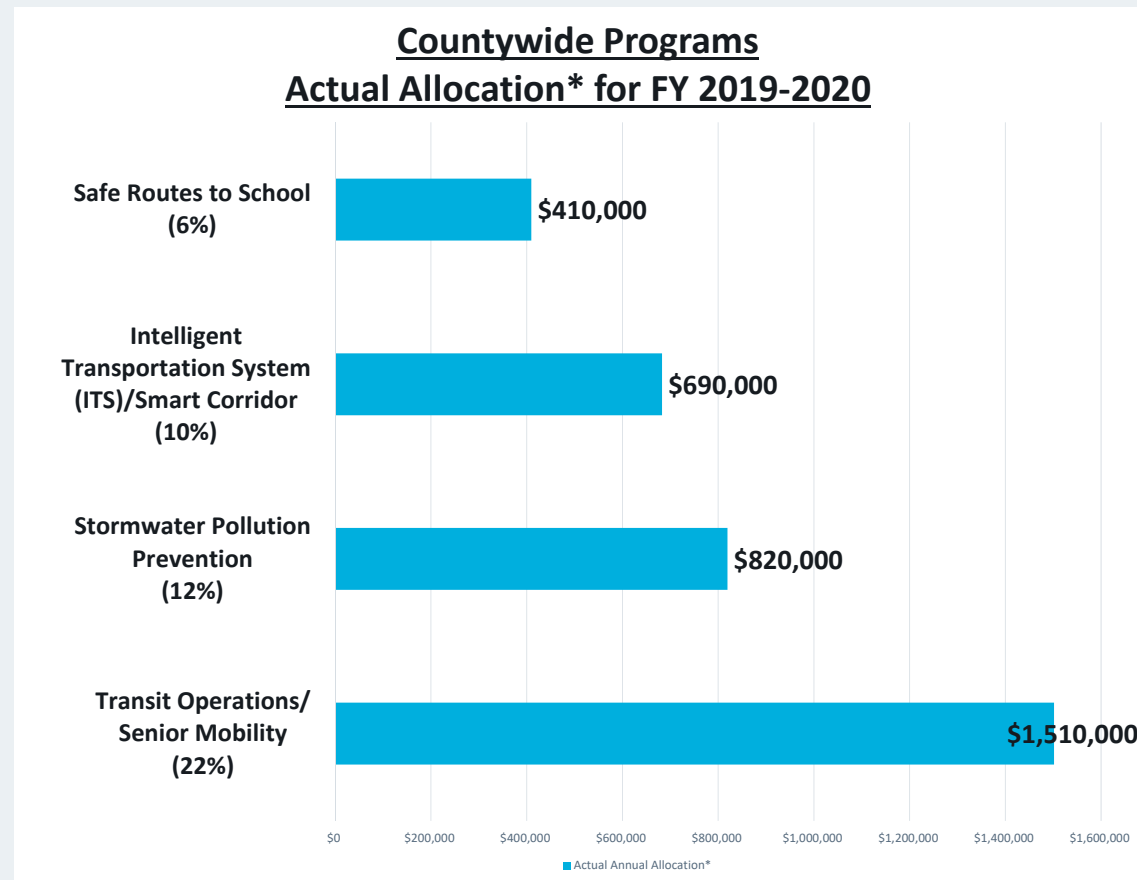 Countywide Programs
Actual Allocation* for FY 2019-2020
Safe Routes to School
(6%)
$410,000
Intelligent
Transportation System
(ITS)/Smart Corridor
(10%)
$690,000
Stormwater Pollution
Prevention
(12%)
$820,000
Transit Operations/
Senior Mobility
(22%)
$1,510,000
$0 $200,000 $400,000 $600,000 $800,000 $1,000,000 $1,200,000 $1,400,000 $1,600,000
Actual Annual Allocation*